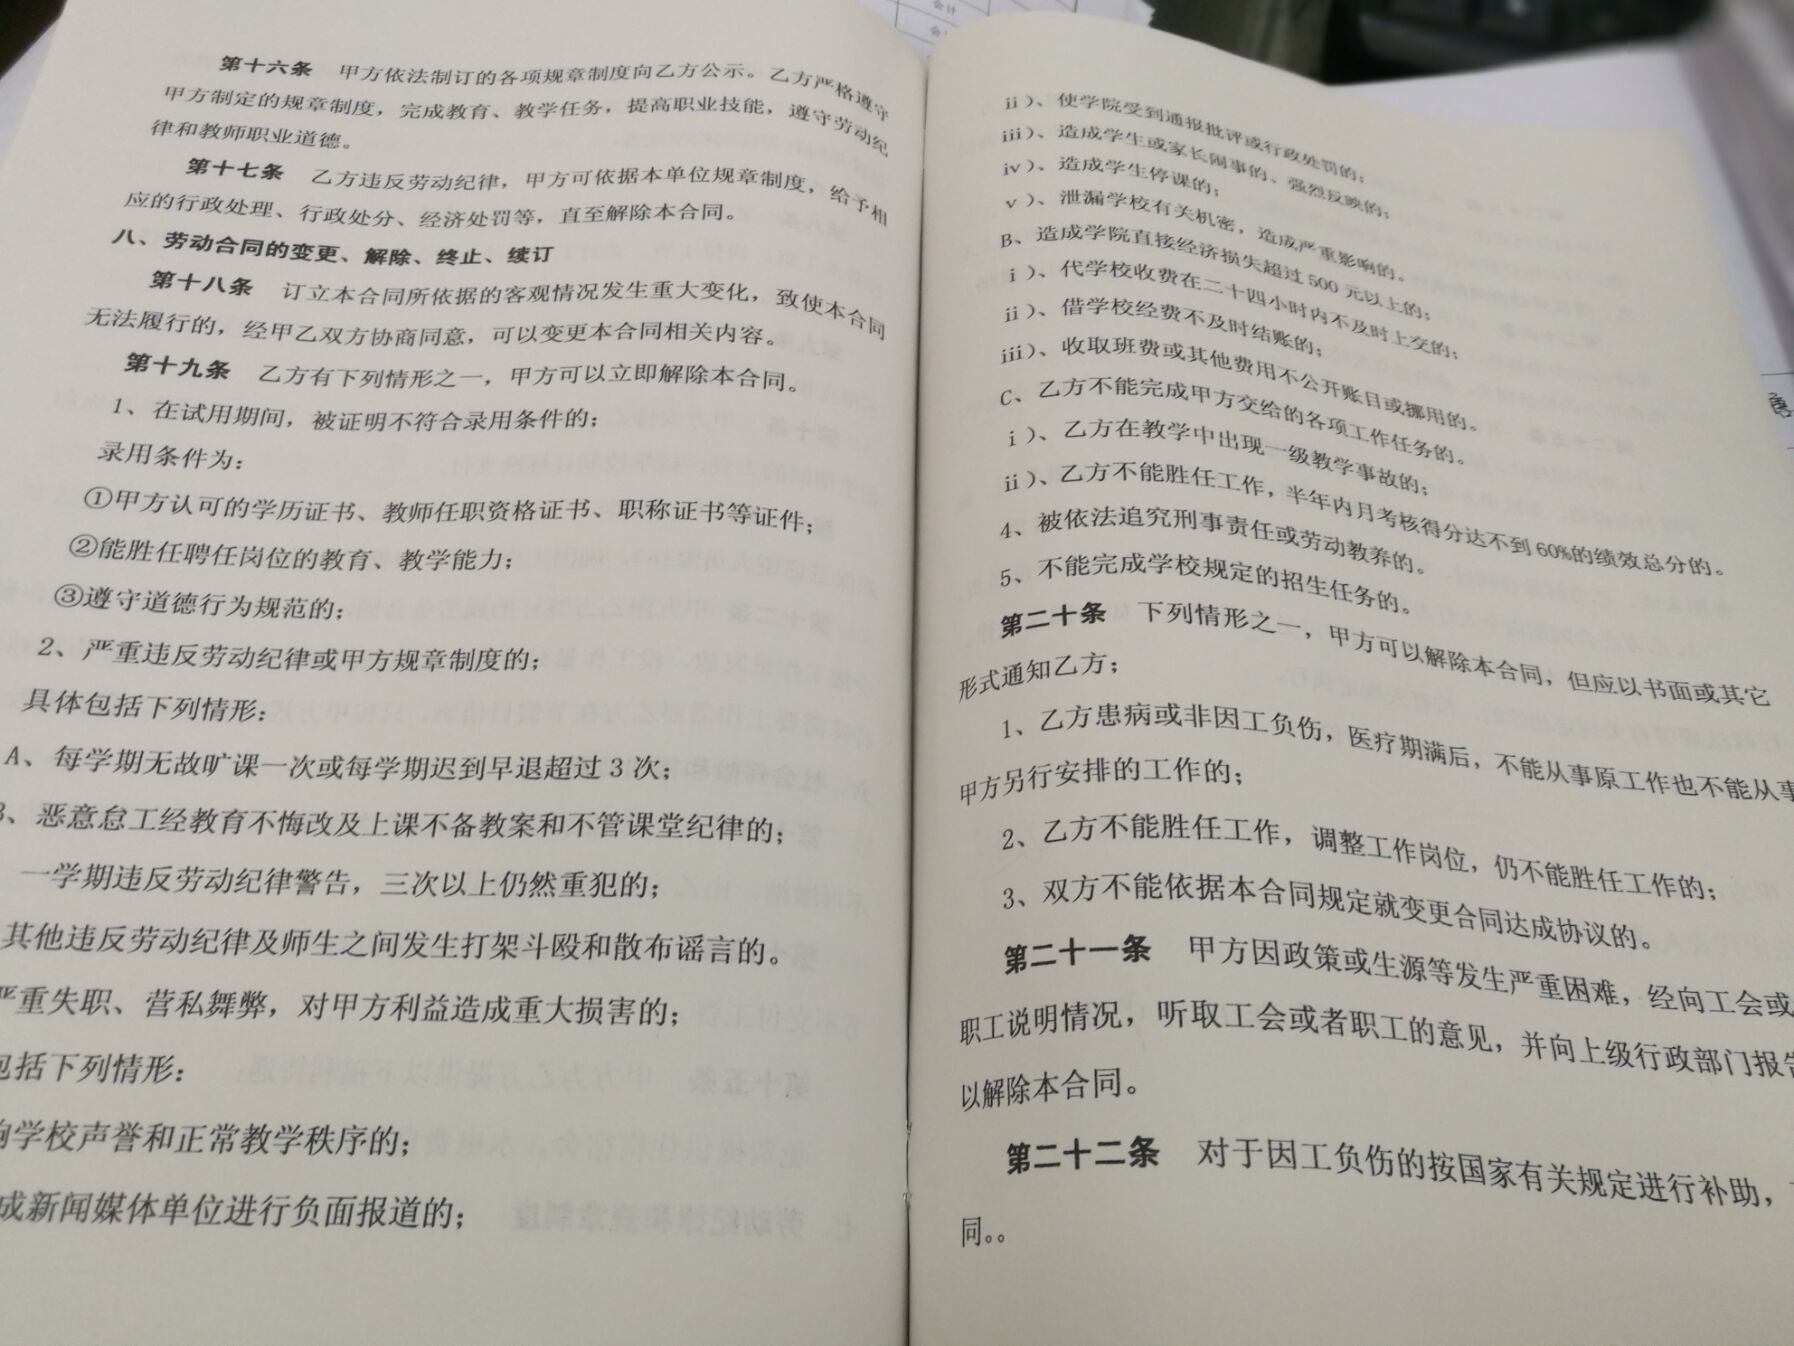 第十六条 甲方依法制订的各项规章制度向乙方公示。乙方严格遵守
甲方制定的规章制度，完成教育、教学任务，提高职业技能，遵守劳动纪
律和教师职业道德。
第十七条 乙方违反劳动纪律，甲方可依据本单位规章制度，给予相
应的行政处理、行政处分、经济处罚等，直至解除本合同。
八、劳动合同的变更、解除、终止、续订
第十八条 订立本合同所依据的客观情况发生重大变化，致使本合同
无法履行的，经甲乙双方协商同意，可以变更本合同相关内容。
第十九条 乙方有下列情形之一，甲方可以立即解除本合同。
1、在试用期间，被证明不符合录用条件的；
录用条件为：
①甲方认可的学历证书、教师任职资格证书、职称证书等证件；
②能胜任聘任岗位的教育、教学能力；
③遵守道德行为规范的；
2、严重违反劳动纪律或甲方规章制度的；
具体包括下列情形：
A、每学期无故旷课一次或每学期迟到早退超过3次；
、恶意怠工经教育不悔改及上课不备教案和不管课堂纪律的；
一学期违反劳动纪律警告，三次以上仍然重犯的；
其他违反劳动纪律及师生之间发生打架斗殴和散布谣言的。
严重失职、营私舞弊，对甲方利益造成重大损害的；
包括下列情形：
响学校声誉和正常教学秩序的；
成新闻媒体单位进行负面报道的；
ii)、使学院受到通报批评或行政处罚的；
iii)、造成学生或家长闹事的、强烈反映的；
iv)、造成学生停课的；
v)、泄漏学校有关机密，造成严重影响的。
B、造成学院直接经济损失超过500元以上的；
i)、代学校收费在二十四小时内不及时上交的；
ii)、借学校经费不及时结账的；
iii)、收取班费或其他费用不公开账目或挪用的。
C、乙方不能完成甲方交给的各项工作任务的。
i)、乙方在教学中出现一级教学事故的；
ii)、乙方不能胜任工作，半年内月考核得分达不到60%的绩效总分的。
4、被依法追究刑事责任或劳动教养的。
5、不能完成学校规定的招生任务的。
第二十条 下列情形之一，甲方可以解除本合同，但应以书面或其它
形式通知乙方；
1、乙方患病或非因工负伤，医疗期满后，不能从事原工作也不能从事
甲方另行安排的工作的；
2、乙方不能胜任工作，调整工作岗位，仍不能胜任工作的；
3、双方不能依据本合同规定就变更合同达成协议的。
第二十一条 甲方因政策或生源等发生严重困难，经向工会或
职工说明情况，听取工会或者职工的意见，并向上级行政部门报告
以解除本合同。
第二十二条 对于因工负伤的按国家有关规定进行补助，
同。。
会计